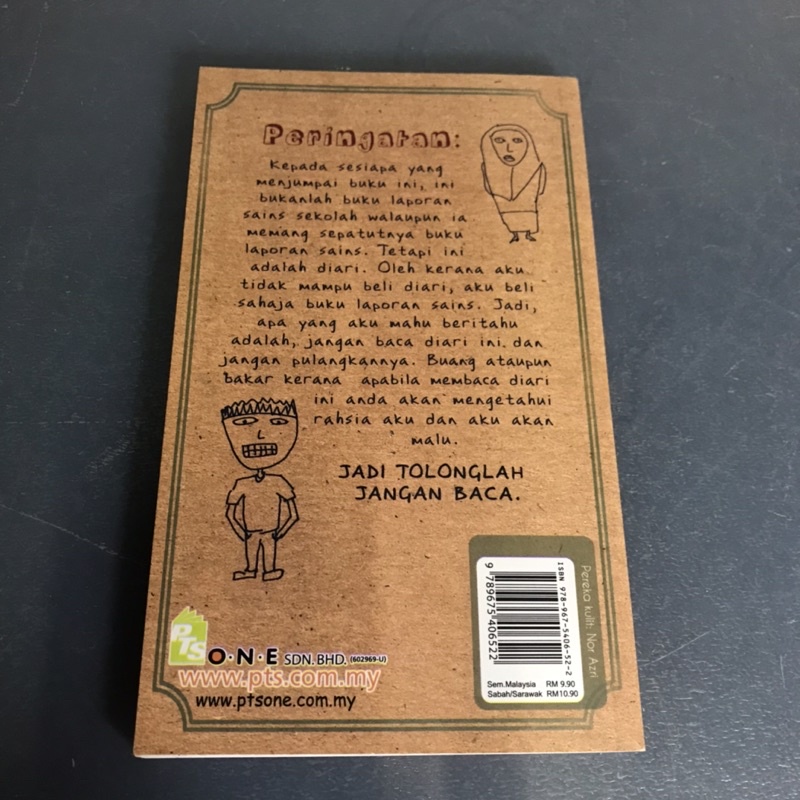 Peringatan:
Kepada sesiapa yang
menjumpai buku ini, ini
bukanlah buku laporan
sains sekolah walaupun ia
memang sepatutnya buku
laporan sains. Tetapi ini
adalah diari. Oleh kerana aku
tidak mampu beli diari, aku beli
sahaja buku laporan sains. Jadi,
apa yang aku mahu beritahu
adalah, jangan baca diari ini dan
jangan pulangkannya. Buang ataupun
bakar kerana apabila membaca diari
ini anda akan mengetahui
rahsia aku dan aku akan
malu.
JADI TOLONGLAH
JANGAN BACA.
PTS
O·N·E SDN. BHD. (602969-U)
www.pts.com.my
www.ptsone.com.my
ISBN 978-967-5406-52-2
9 789675 406522
Sem.Malaysia RM 9.90
Sabah/Sarawak RM10.90
Pereka kulit: Nor Azri